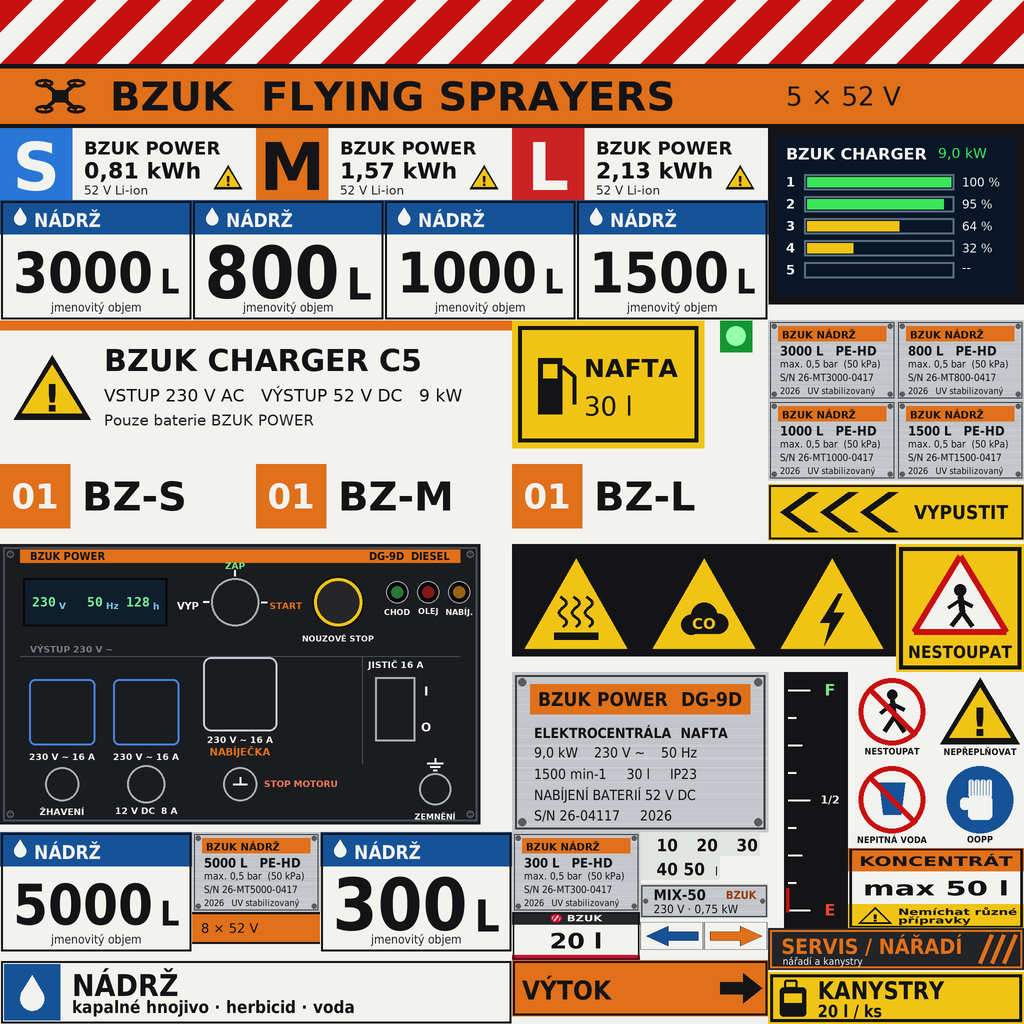 BZUK FLYING SPRAYERS
5 × 52 V
S
BZUK POWER
0,81 kWh
52 V Li-ion
M
BZUK POWER
1,57 kWh
52 V Li-ion
L
BZUK POWER
2,13 kWh
52 V Li-ion
BZUK CHARGER 9,0 kW
1 100 %
2 95 %
3 64 %
4 32 %
5 --
NÁDRŽ
3000 L
jmenovitý objem
NÁDRŽ
800 L
jmenovitý objem
NÁDRŽ
1000 L
jmenovitý objem
NÁDRŽ
1500 L
jmenovitý objem
BZUK CHARGER C5
VSTUP 230 V AC VÝSTUP 52 V DC 9 kW
Pouze baterie BZUK POWER
NAFTA
30 l
BZUK NÁDRŽ
3000 L PE-HD
max. 0,5 bar (50 kPa)
S/N 26-MT3000-0417
2026 UV stabilizovaný
BZUK NÁDRŽ
800 L PE-HD
max. 0,5 bar (50 kPa)
S/N 26-MT800-0417
2026 UV stabilizovaný
BZUK NÁDRŽ
1000 L PE-HD
max. 0,5 bar (50 kPa)
S/N 26-MT1000-0417
2026 UV stabilizovaný
BZUK NÁDRŽ
1500 L PE-HD
max. 0,5 bar (50 kPa)
S/N 26-MT1500-0417
2026 UV stabilizovaný
01 BZ-S
01 BZ-M
01 BZ-L
VYPUSTIT
BZUK POWER DG-9D DIESEL
230 V 50 Hz 128 h
ZAP
VYP
START
NOUZOVÉ STOP
CHOD OLEJ NABÍJ.
VÝSTUP 230 V ~
JISTIČ 16 A
I
O
230 V ~ 16 A
230 V ~ 16 A
230 V ~ 16 A
NABÍJEČKA
STOP MOTORU
ŽHAVENÍ
12 V DC 8 A
ZEMNĚNÍ
CO
NESTOUPAT
BZUK POWER DG-9D
ELEKTROCENTRÁLA NAFTA
9,0 kW 230 V ~ 50 Hz
1500 min-1 30 l IP23
NABÍJENÍ BATERIÍ 52 V DC
S/N 26-04117 2026
F
1/2
E
NESTOUPAT
NEPŘEPLŇOVAT
NEPITNÁ VODA
OOPP
NÁDRŽ
5000 L
jmenovitý objem
BZUK NÁDRŽ
5000 L PE-HD
max. 0,5 bar (50 kPa)
S/N 26-MT5000-0417
2026 UV stabilizovaný
8 × 52 V
NÁDRŽ
300 L
jmenovitý objem
BZUK NÁDRŽ
300 L PE-HD
max. 0,5 bar (50 kPa)
S/N 26-MT300-0417
2026 UV stabilizovaný
BZUK
20 l
10 20 30
40 50 l
MIX-50 BZUK
230 V · 0,75 kW
KONCENTRÁT
max 50 l
Nemíchat různé
přípravky
SERVIS / NÁŘADÍ
nářadí a kanystry
NÁDRŽ
kapalné hnojivo · herbicid · voda
VÝTOK
KANYSTRY
20 l / ks